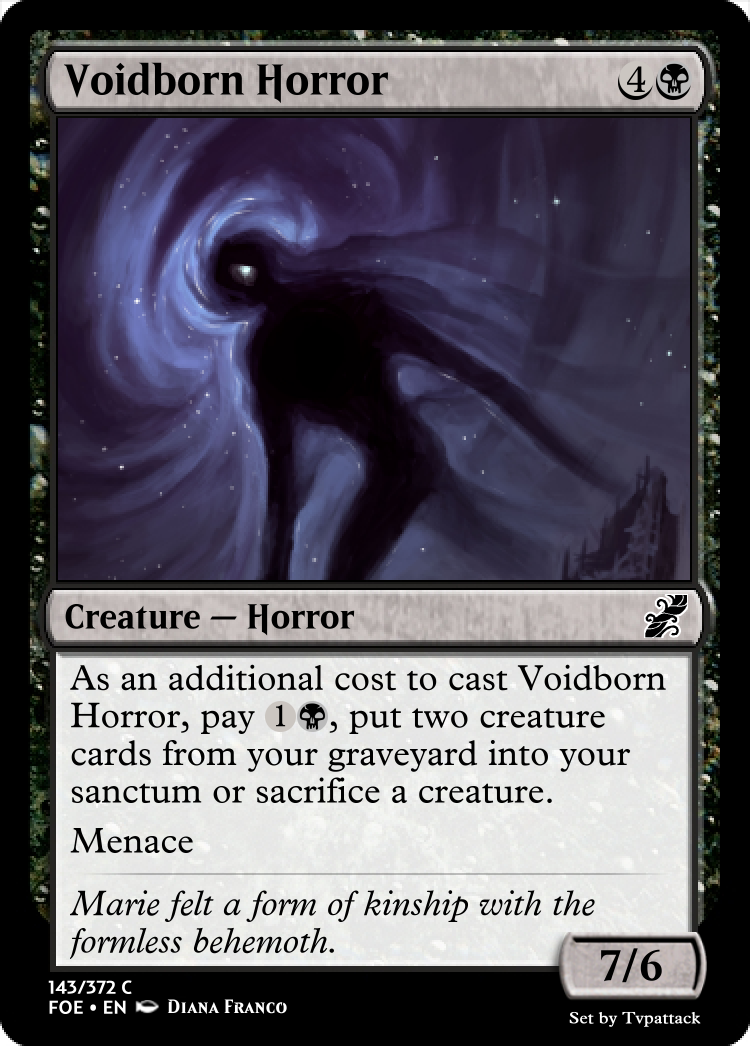 Voidborn Horror 4
Creature — Horror
As an additional cost to cast Voidborn
Horror, pay 1, put two creature
cards from your graveyard into your
sanctum or sacrifice a creature.
Menace
Marie felt a form of kinship with the
formless behemoth.
7/6
143/372 C
FOE • EN Diana Franco
Set by Tvpattack